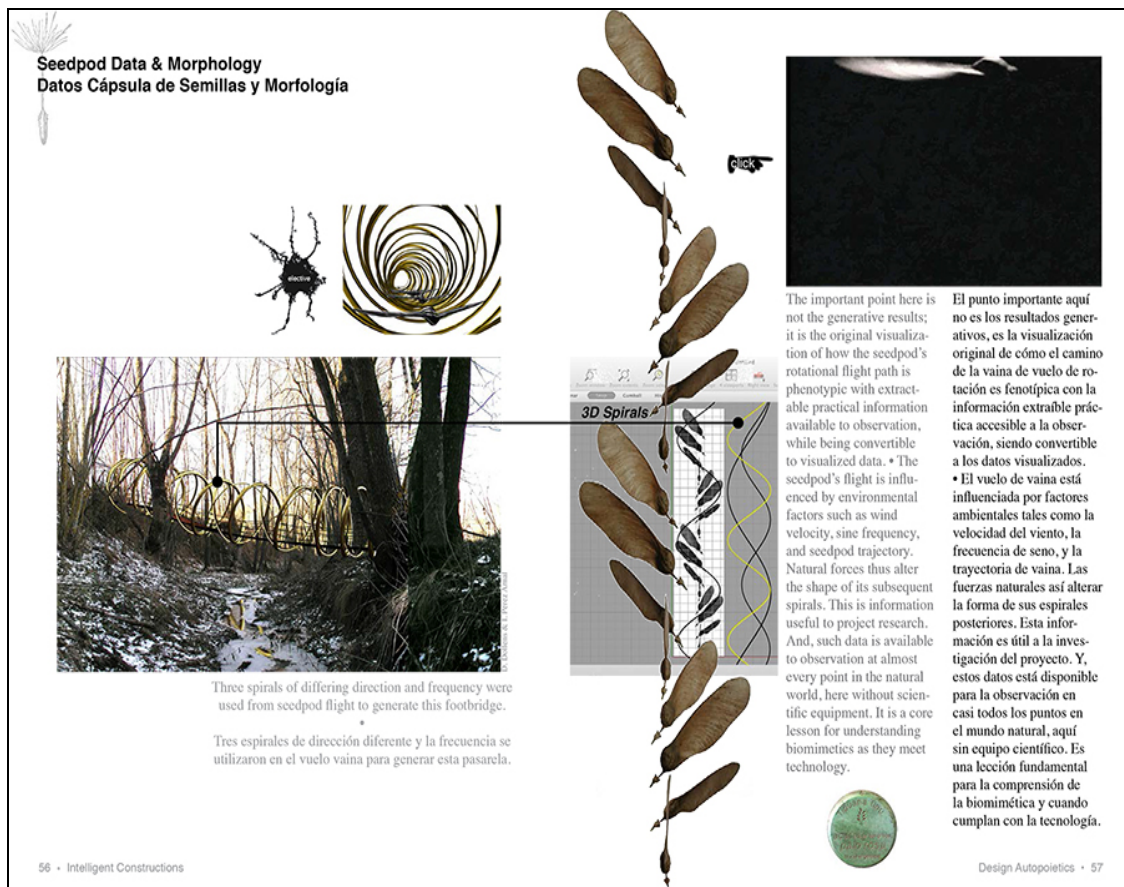 Seedpod Data & Morphology
Datos Cápsula de Semillas y Morfología
elective
click
3D Spirals
Three spirals of differing direction and frequency were
used from seedpod flight to generate this footbridge.
•
Tres espirales de dirección diferente y la frecuencia se
utilizaron en el vuelo vaina para generar esta pasarela.
The important point here is
not the generative results;
it is the original visualiza-
tion of how the seedpod's
rotational flight path is
phenotypic with extract-
able practical information
available to observation,
while being convertible
to visualized data. • The
seedpod's flight is influ-
enced by environmental
factors such as wind
velocity, sine frequency,
and seedpod trajectory.
Natural forces thus alter
the shape of its subsequent
spirals. This is information
useful to project research.
And, such data is available
to observation at almost
every point in the natural
world, here without scien-
tific equipment. It is a core
lesson for understanding
biomimetics as they meet
technology.
El punto importante aquí
no es los resultados gener-
ativos, es la visualización
original de cómo el camino
de la vaina de vuelo de ro-
tación es fenotípica con la
información extraíble prác-
tica accesible a la obser-
vación, siendo convertible
a los datos visualizados.
• El vuelo de vaina está
influenciada por factores
ambientales tales como la
velocidad del viento, la
frecuencia de seno, y la
trayectoria de vaina. Las
fuerzas naturales así alterar
la forma de sus espirales
posteriores. Esta infor-
mación es útil a la inves-
tigación del proyecto. Y,
estos datos está disponible
para la observación en
casi todos los puntos en
el mundo natural, aquí
sin equipo científico. Es
una lección fundamental
para la comprensión de
la biomimética y cuando
cumplan con la tecnología.
56 • Intelligent Constructions
Design Autopoietics • 57